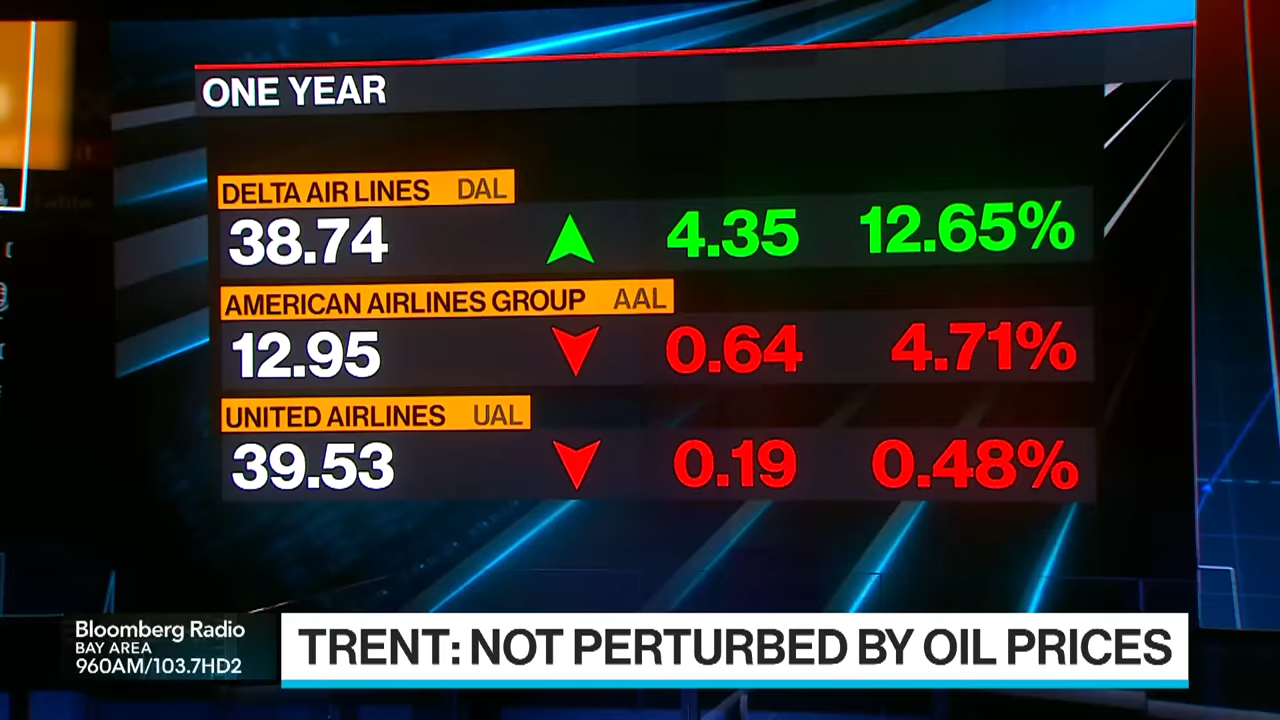 ONE YEAR
DELTA AIR LINES DAL
38.74 4.35 12.65%
AMERICAN AIRLINES GROUP AAL
12.95 0.64 4.71%
UNITED AIRLINES UAL
39.53 0.19 0.48%
Bloomberg Radio
BAY AREA
960AM/103.7HD2
TRENT: NOT PERTURBED BY OIL PRICES